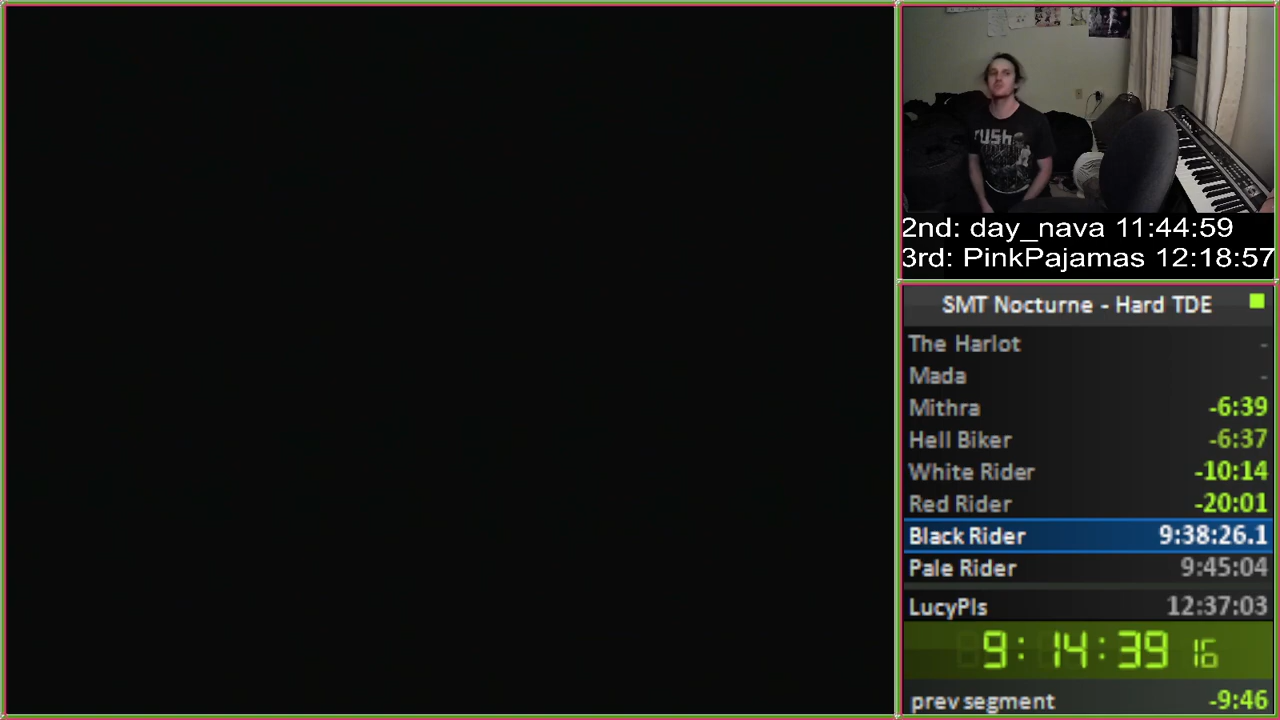 rush
2nd: day_nava 11:44:59
3rd: PinkPajamas 12:18:57
SMT Nocturne - Hard TDE
The Harlot -
Mada -
Mithra -6:39
Hell Biker -6:37
White Rider -10:14
Red Rider -20:01
Black Rider 9:38:26.1
Pale Rider 9:45:04
LucyPls 12:37:03
9:14:39 16
prev segment -9:46